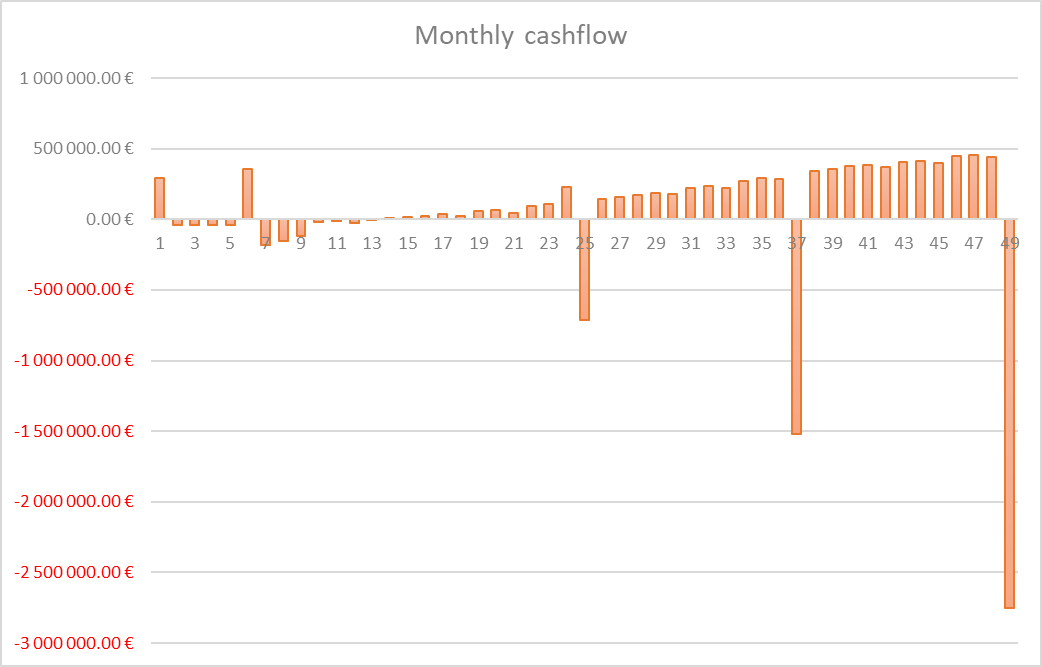 Monthly cashflow
1 000 000.00 €
500 000.00 €
0.00 €
1 3 5 7 9 11 13 15 17 19 21 23 25 27 29 31 33 35 37 39 41 43 45 47 49
-500 000.00 €
-1 000 000.00 €
-1 500 000.00 €
-2 000 000.00 €
-2 500 000.00 €
-3 000 000.00 €